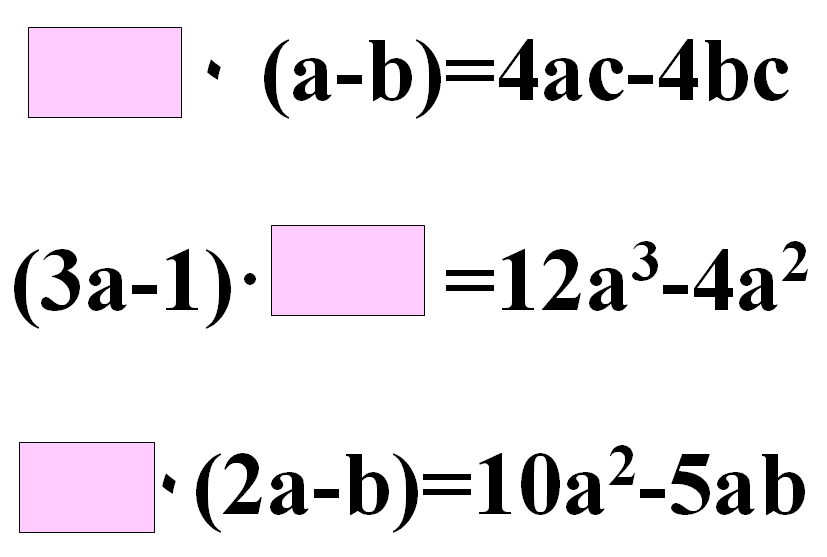 · (a-b)=4ac-4bc
(3a-1)· =12a³-4a²
· (2a-b)=10a²-5ab